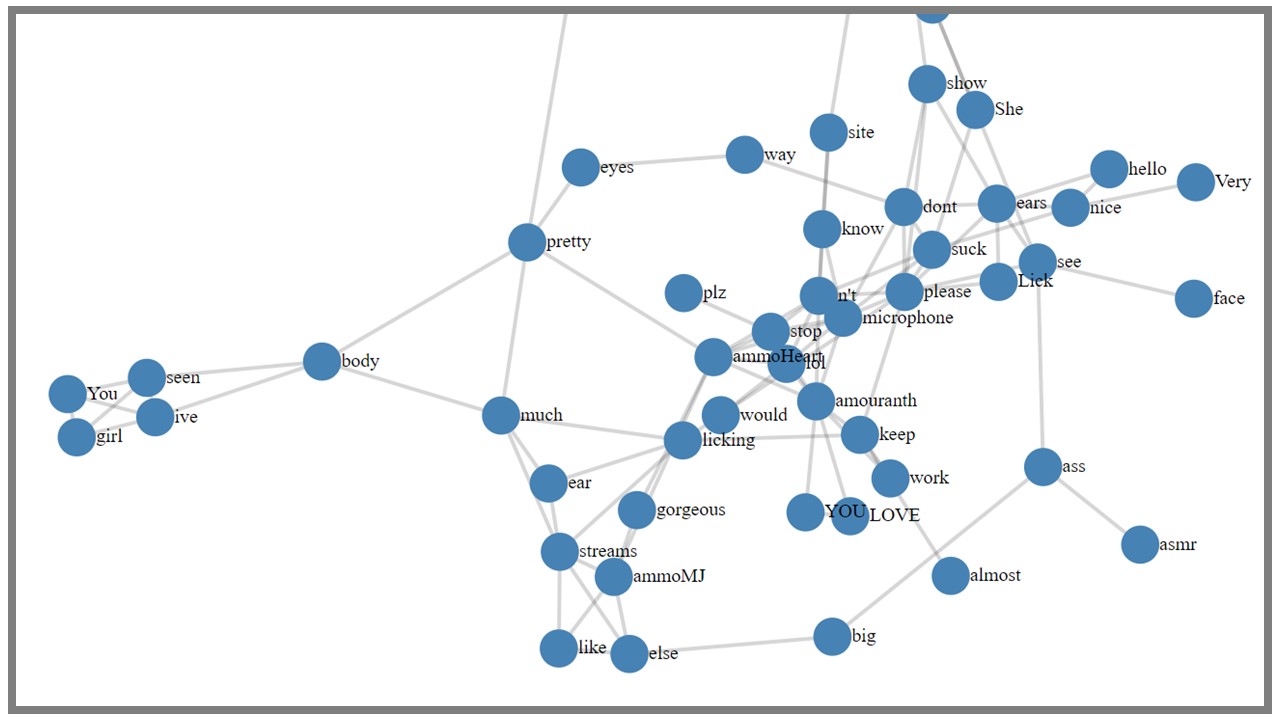 show
She
site
way
eyes
hello
Very
ears
nice
dont
know
pretty
suck
see
Lick
plz
n't
please
face
microphone
stop
ammoHeart
lol
body
seen
You
amouranth
would
much
ive
girl
licking
keep
ass
work
ear
gorgeous
YOU
LOVE
asmr
streams
ammoMJ
almost
big
like
else